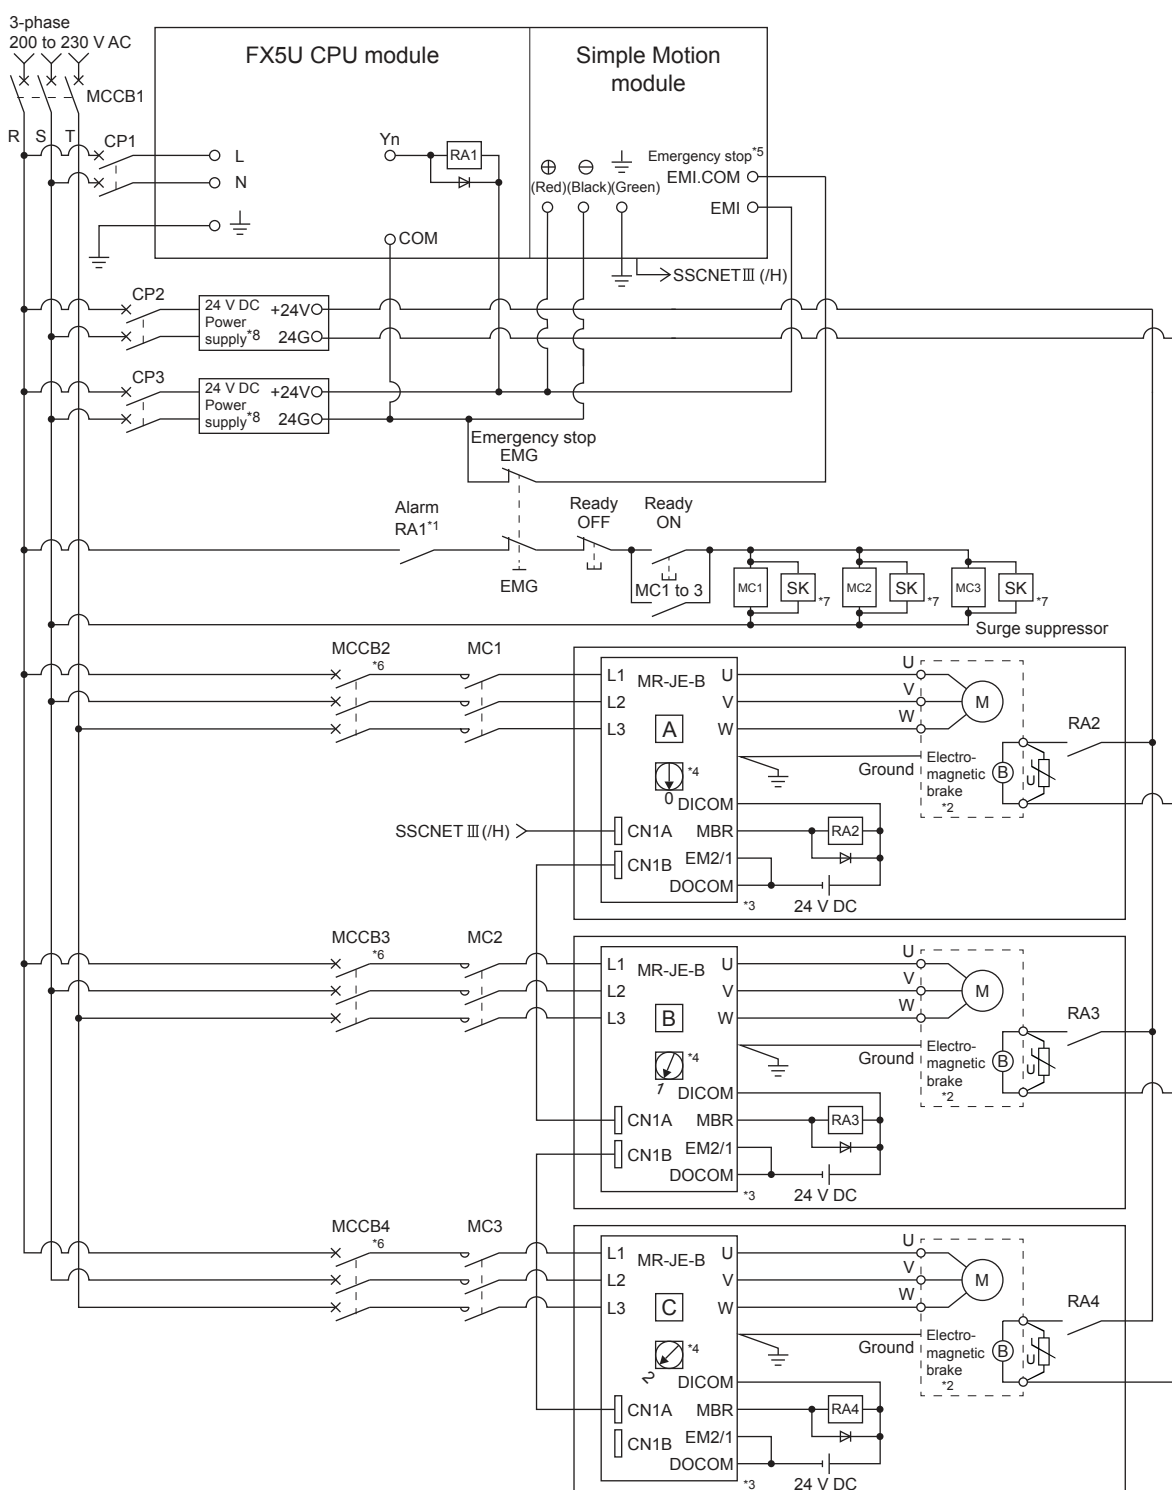 3-phase
200 to 230 V AC
MCCB1
R S T
CP1
FX5U CPU module
Simple Motion
module
L
N
Yn
RA1
COM
(Red)(Black)(Green)
Emergency stop*5
EMI.COM
EMI
SSCNETⅢ(/H)
CP2
24 V DC
Power
supply*8
+24V
24G
CP3
24 V DC
Power
supply*8
+24V
24G
Emergency stop
EMG
Alarm
RA1*1
EMG
Ready
OFF
Ready
ON
MC1 to 3
MC1
SK
*7
MC2
SK
*7
MC3
SK
*7
Surge suppressor
MCCB2
*6
MC1
L1
L2
L3
MR-JE-B
A
*4
0
U
V
W
U
V
W
M
Ground
Electro-
magnetic
brake
*2
B
U
RA2
SSCNETⅢ(/H)
CN1A
CN1B
DICOM
MBR
EM2/1
DOCOM
*3
RA2
24 V DC
MCCB3
*6
MC2
L1
L2
L3
MR-JE-B
B
*4
1
U
V
W
U
V
W
M
Ground
Electro-
magnetic
brake
*2
B
U
RA3
CN1A
CN1B
DICOM
MBR
EM2/1
DOCOM
*3
RA3
24 V DC
MCCB4
*6
MC3
L1
L2
L3
MR-JE-B
C
*4
2
U
V
W
U
V
W
M
Ground
Electro-
magnetic
brake
*2
B
U
RA4
CN1A
CN1B
DICOM
MBR
EM2/1
DOCOM
*3
RA4
24 V DC